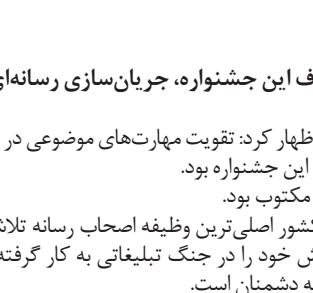 ف این جشنواره، جریان‌سازی رسانه‌ای
ظهار کرد: تقویت مهارت‌های موضوعی در
این جشنواره بود.
مکتوب بود.
کشور اصلی‌ترین وظیفه اصحاب رسانه تلاش
ش خود را در جنگ تبلیغاتی به کار گرفته
ه دشمنان است.